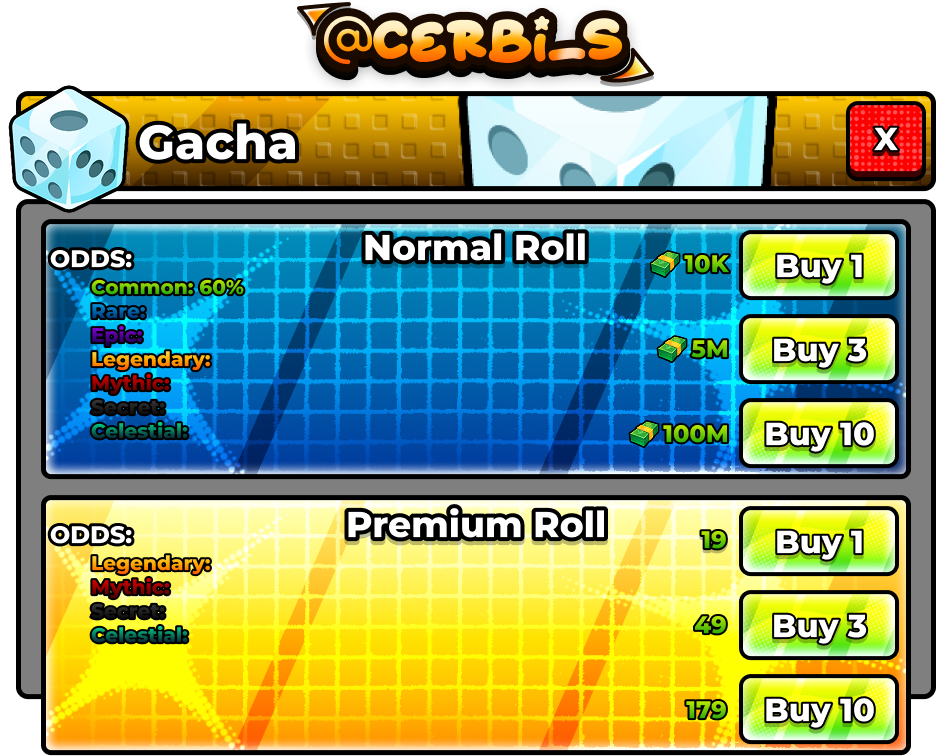 @CERBi_S
Gacha
X
Normal Roll
ODDS:
Common: 60%
Rare:
Epic:
Legendary:
Mythic:
Secret:
Celestial:
10K
Buy 1
5M
Buy 3
100M
Buy 10
Premium Roll
ODDS:
Legendary:
Mythic:
Secret:
Celestial:
19
Buy 1
49
Buy 3
179
Buy 10